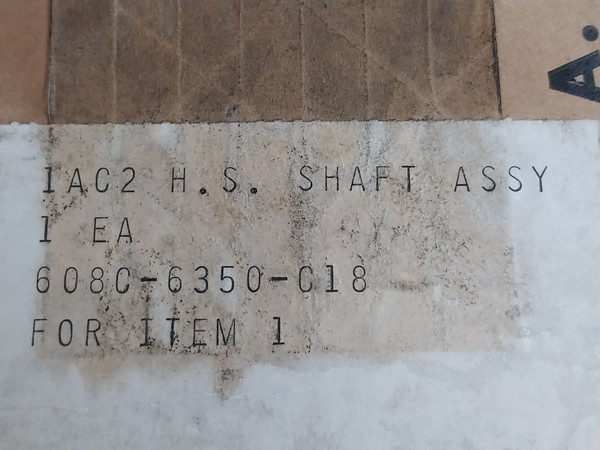 1AC2 H.S. SHAFT ASSY
1 EA
608C-6350-C18
FOR ITEM 1
A.